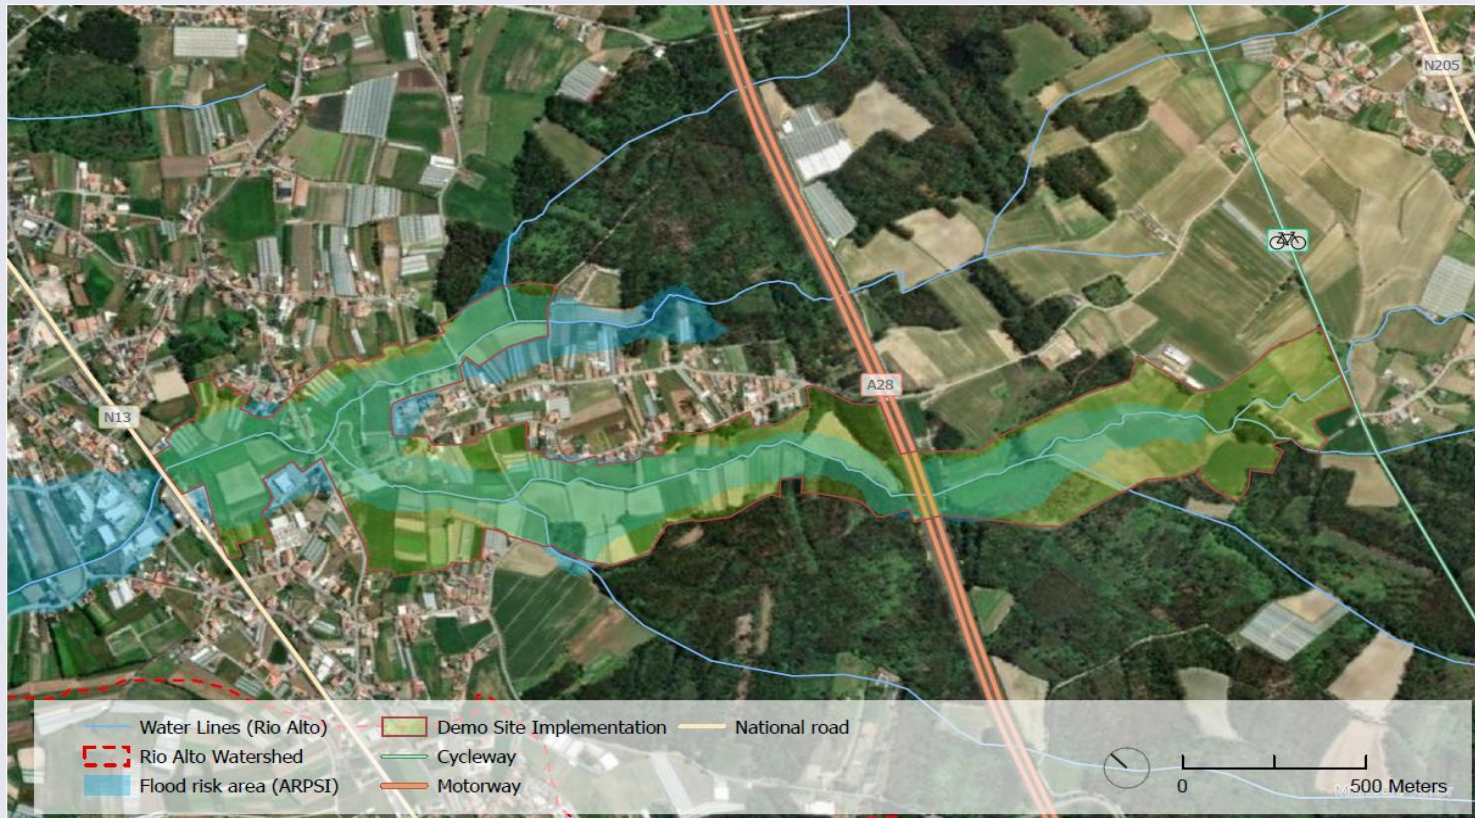 N205
A28
N13
Water Lines (Rio Alto)
Demo Site Implementation
National road
Rio Alto Watershed
Cycleway
Flood risk area (ARPSI)
Motorway
0
500 Meters